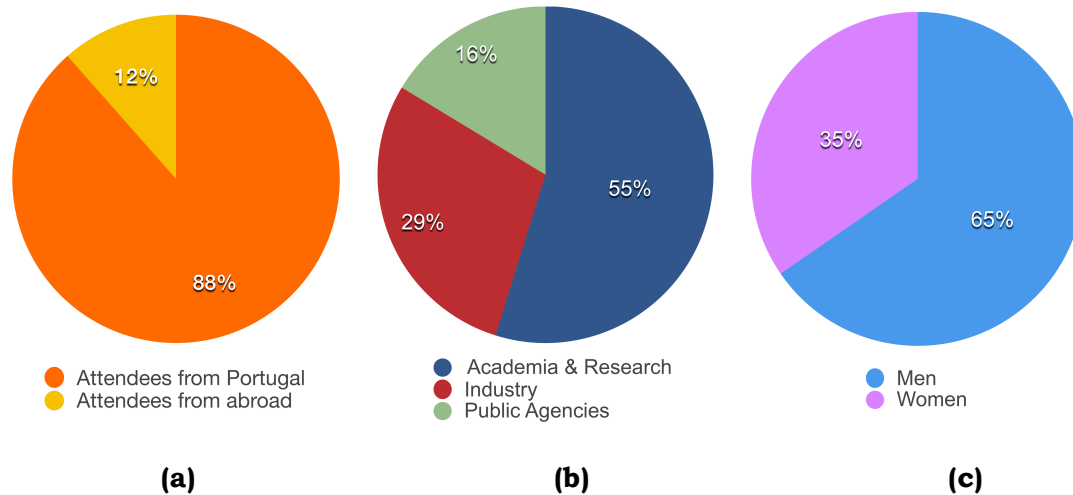 12%
88%
Attendees from Portugal
Attendees from abroad
(a)
16%
29%
55%
Academia & Research
Industry
Public Agencies
(b)
35%
65%
Men
Women
(c)